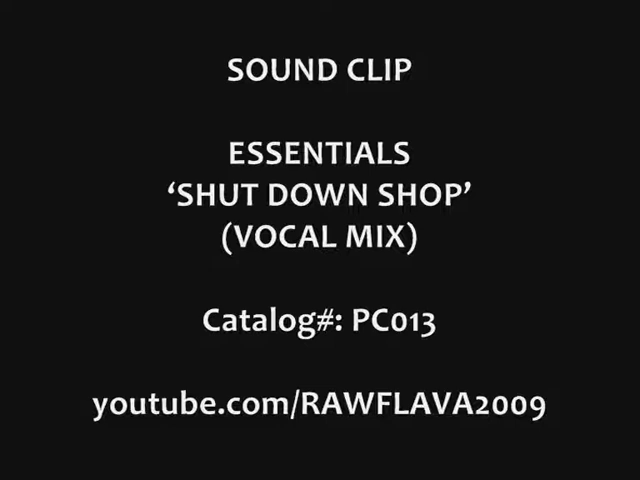 SOUND CLIP
ESSENTIALS
‘SHUT DOWN SHOP’
(VOCAL MIX)
Catalog#: PC013
youtube.com/RAWFLAVA2009